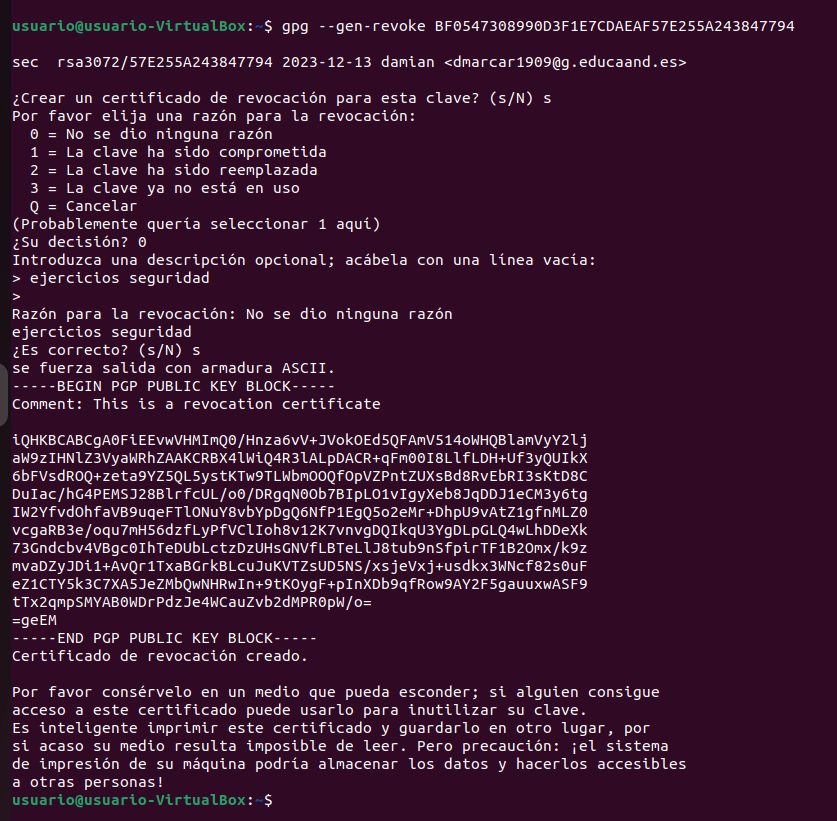 usuario@usuario-VirtualBox:~$ gpg --gen-revoke BF0547308990D3F1E7CDAEAF57E255A243847794
sec  rsa3072/57E255A243847794 2023-12-13 damian <dmarcar1909@g.educaand.es>
¿Crear un certificado de revocación para esta clave? (s/N) s
Por favor elija una razón para la revocación:
  0 = No se dio ninguna razón
  1 = La clave ha sido comprometida
  2 = La clave ha sido reemplazada
  3 = La clave ya no está en uso
  Q = Cancelar
(Probablemente quería seleccionar 1 aquí)
¿Su decisión? 0
Introduzca una descripción opcional; acábela con una línea vacía:
> ejercicios seguridad
>
Razón para la revocación: No se dio ninguna razón
ejercicios seguridad
¿Es correcto? (s/N) s
se fuerza salida con armadura ASCII.
-----BEGIN PGP PUBLIC KEY BLOCK-----
Comment: This is a revocation certificate
iQHKBCABCgA0FiEEvwVHMImQ0/Hnza6vV+JVokOEd5QFAmV514oWHQBlamVyY2lj
aW9zIHNlZ3VyaWRhZAAKCRBX4lWiQ4R3lALpDACR+qFm00I8LlfLDH+Uf3yQUIkX
6bFVsdROQ+zeta9YZ5QL5ystKTw9TLWbmOOQfOpVZPntZUXsBd8RvEbRI3sKtD8C
DuIac/hG4PEMSJ28BlrfcUL/o0/DRgqN0Ob7BIpLO1vIgyXeb8JqDDJ1eCM3y6tg
IW2YfvdOhfaVB9uqeFTlONuY8vbYpDgQ6NfP1EgQ5o2eMr+DhpU9vAtZ1gfnMLZ0
vcgaRB3e/oqu7mH56dzfLyPfVClIoh8v12K7vnvgDQIkqU3YgDLpGLQ4wLhDDeXk
73Gndcbv4VBgc0IhTeDUbLctzDzUHsGNVfLBTeLlJ8tub9nSfpirTF1B2Omx/k9z
mvaDZyJDi1+AvQr1TxaBGrkBLcuJuKVTZsUD5NS/xsjeVxj+usdkx3WNcf82s0uF
eZ1CTY5k3C7XA5JeZMbQwNHRwIn+9tKOygF+pInXDb9qfRow9AY2F5gauuxwASF9
tTx2qmpSMYAB0WDrPdzJe4WCauZvb2dMPR0pW/o=
=geEM
-----END PGP PUBLIC KEY BLOCK-----
Certificado de revocación creado.
Por favor consérvelo en un medio que pueda esconder; si alguien consigue
acceso a este certificado puede usarlo para inutilizar su clave.
Es inteligente imprimir este certificado y guardarlo en otro lugar, por
si acaso su medio resulta imposible de leer. Pero precaución: ¡el sistema
de impresión de su máquina podría almacenar los datos y hacerlos accesibles
a otras personas!
usuario@usuario-VirtualBox:~$